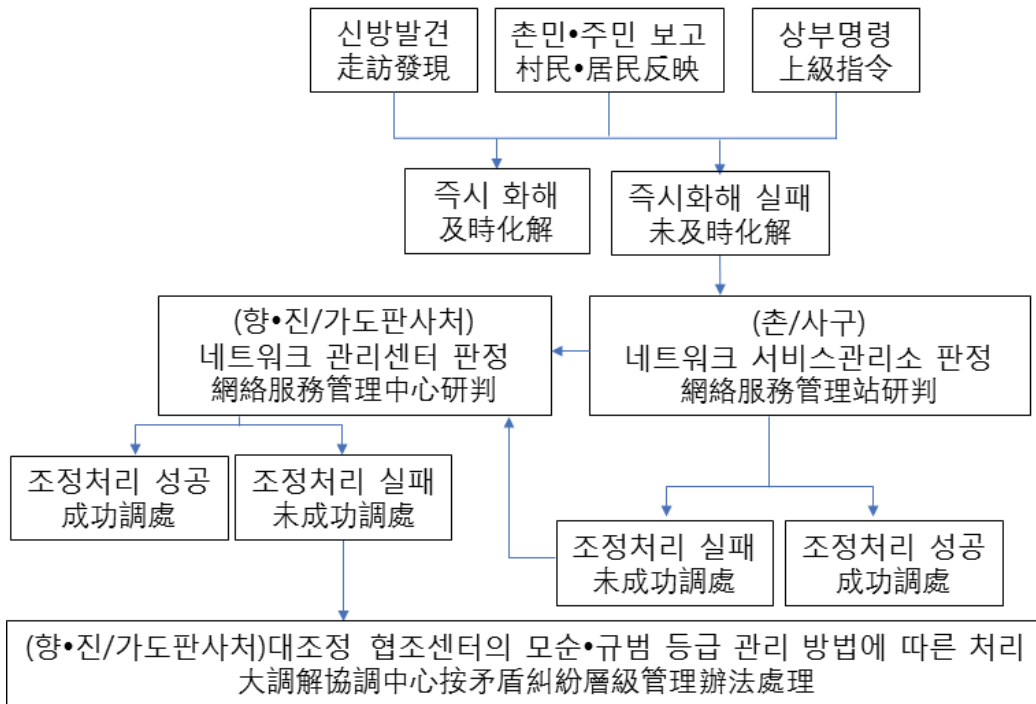 신방발견
走訪發現
촌민•주민 보고
村民•居民反映
상부명령
上級指令
즉시 화해
及時化解
즉시화해 실패
未及時化解
(향•진/가도판사처)
네트워크 관리센터 판정
網絡服務管理中心研判
(촌/사구)
네트워크 서비스관리소 판정
網絡服務管理站研判
조정처리 성공
成功調處
조정처리 실패
未成功調處
조정처리 실패
未成功調處
조정처리 성공
成功調處
(향•진/가도판사처)대조정 협조센터의 모순•규범 등급 관리 방법에 따른 처리
大調解協調中心按矛盾糾紛層級管理辦法處理